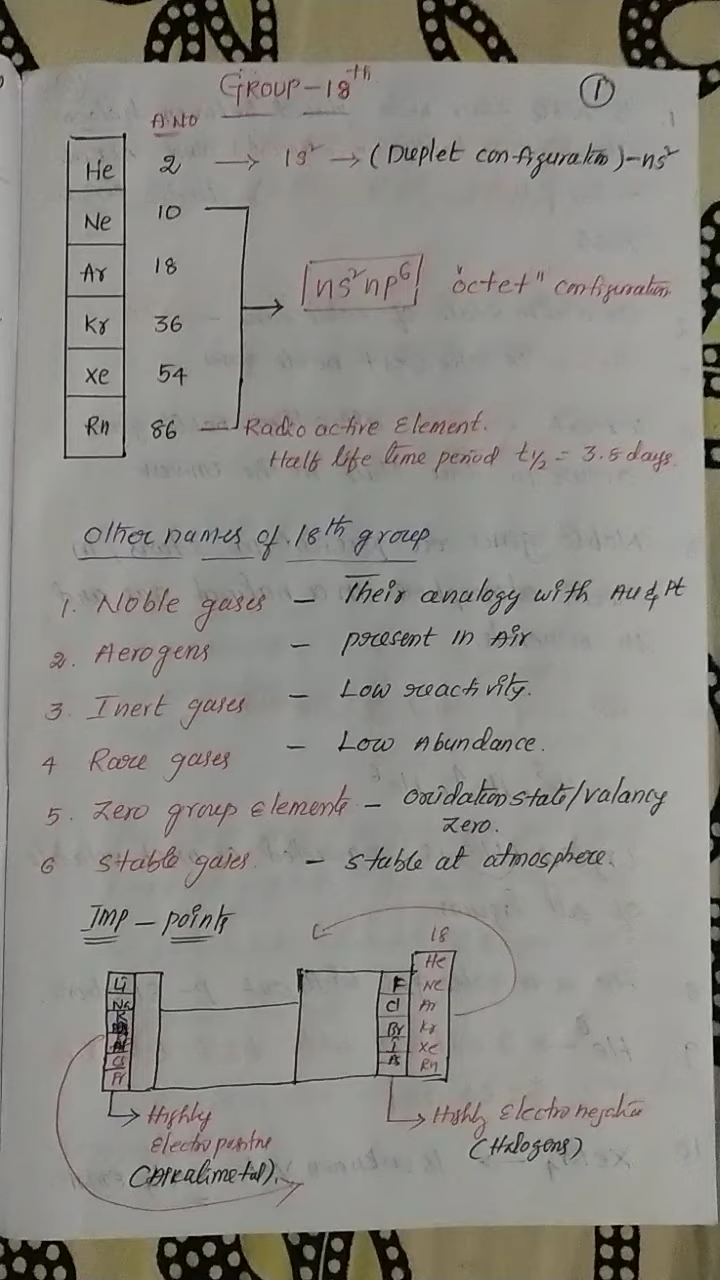 GROUP-18th
1
A.NO
He 2 → 1s² → (Duplet configuration) - ns²
Ne 10
Ar 18
ns²np⁶ "octet" configuration
Kr 36
Xe 54
Rn 86 — Radio active Element.
Half life time period t½ = 3.8 days.
Other names of 18th group
1. Noble gases - Their analogy with Au & Pt
2. Aerogens - present in Air
3. Inert gases - Low reactivity.
4 Rare gases - Low Abundance.
5. Zero group Elements - oxidation state/valancy
Zero.
6 Stable gases. - stable at atmosphere.
Imp - points
18
He
Li F Ne
Na Cl Ar
K Br Kr
I Xe
Cs As Rn
Fr
→ Highly
Electropositive
(Alkalimetal).
→ Highly Electronegative
(Halogens)